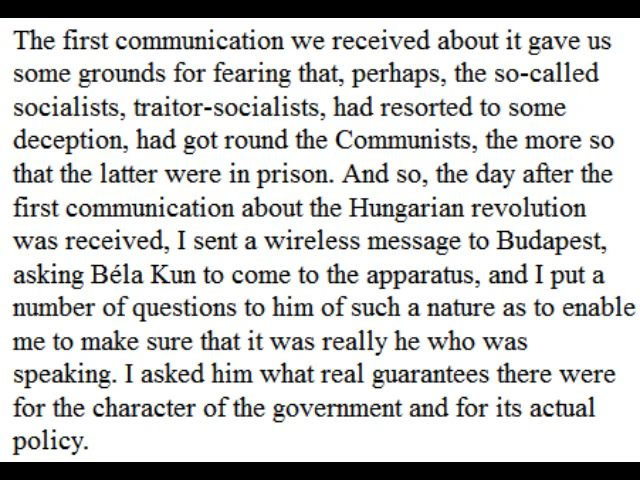 The first communication we received about it gave us
some grounds for fearing that, perhaps, the so-called
socialists, traitor-socialists, had resorted to some
deception, had got round the Communists, the more so
that the latter were in prison. And so, the day after the
first communication about the Hungarian revolution
was received, I sent a wireless message to Budapest,
asking Béla Kun to come to the apparatus, and I put a
number of questions to him of such a nature as to enable
me to make sure that it was really he who was
speaking. I asked him what real guarantees there were
for the character of the government and for its actual
policy.